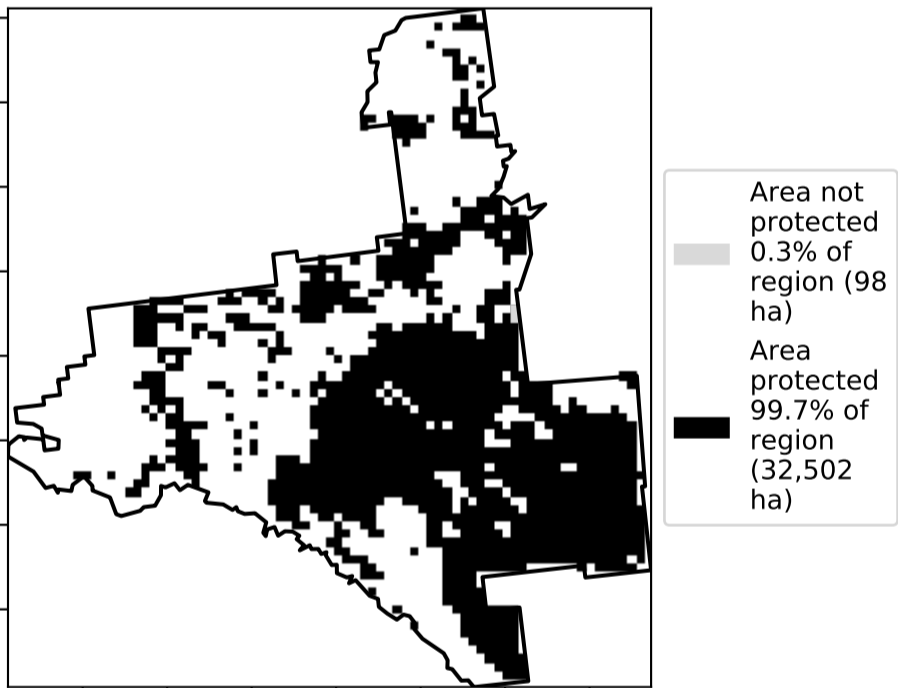 Area not
protected
0.3% of
region (98
ha)
Area
protected
99.7% of
region
(32,502
ha)